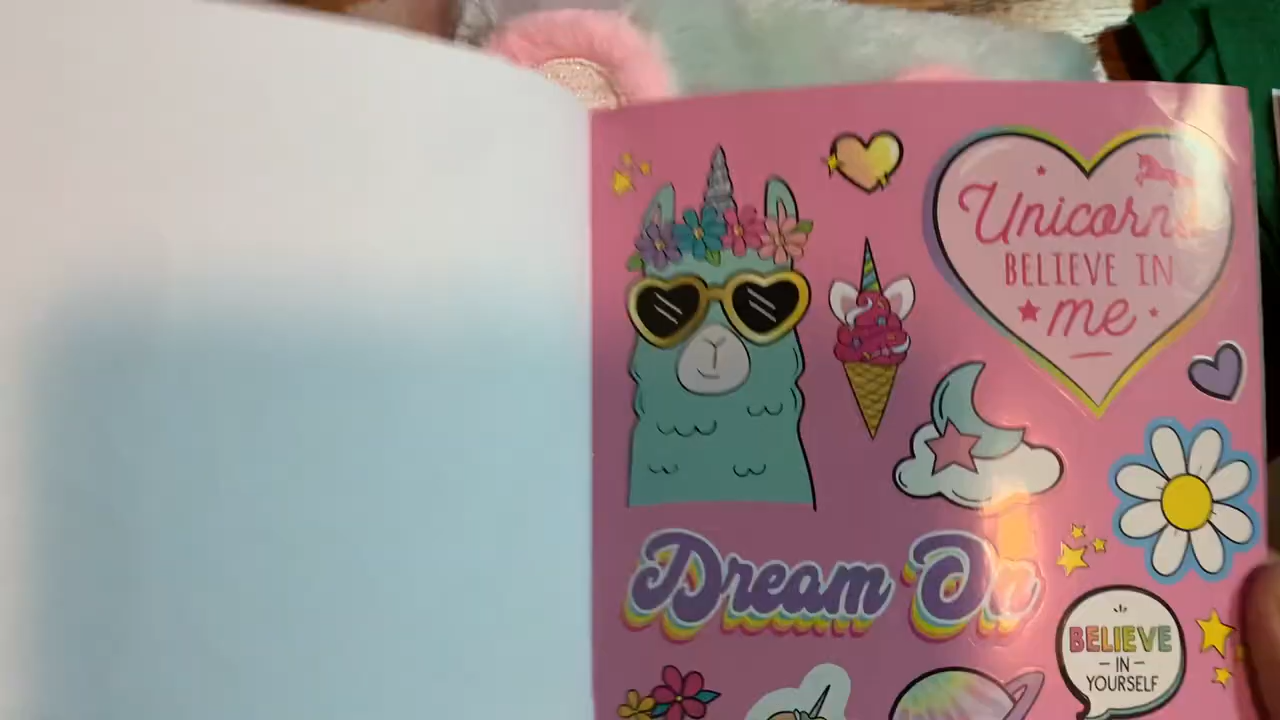 Unicorns
BELIEVE IN
me
Dream On
BELIEVE
- IN -
YOURSELF